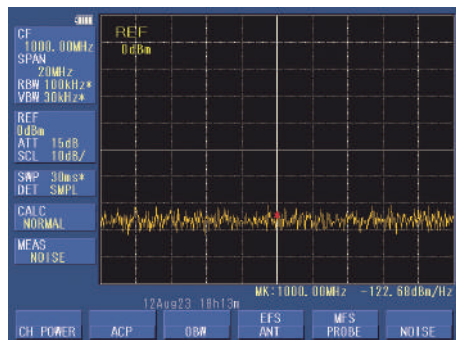 CF
1000.00MHz
SPAN
20MHz
RBW 100kHz*
VBW 30kHz*
REF
0dBm
ATT 15dB
SCL 10dB/
SWP 30ms*
DET SMPL
CALC
NORMAL
MEAS
NOISE
REF
0dBm
MK:1000.00MHz -122.68dBm/Hz
12Aug23 18h13m
CH POWER
ACP
OBW
EFS
ANT
MFS
PROBE
NOISE